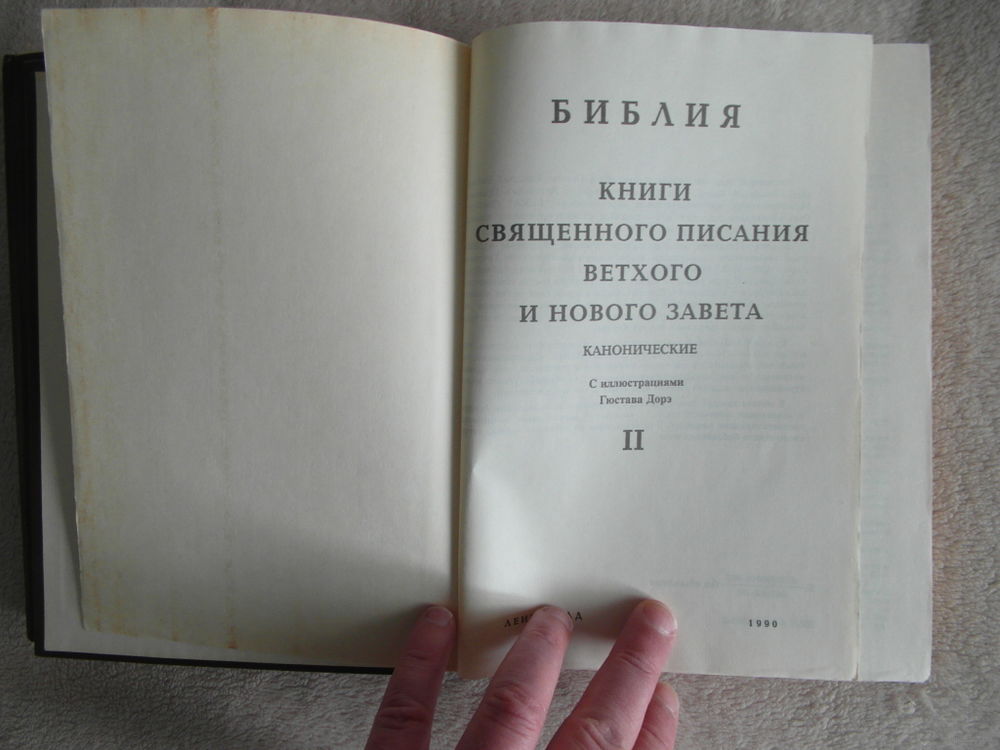 БИБЛИЯ
КНИГИ
СВЯЩЕННОГО ПИСАНИЯ
ВЕТХОГО
И НОВОГО ЗАВЕТА
КАНОНИЧЕСКИЕ
С иллюстрациями
Гюстава Дорэ
II
1990